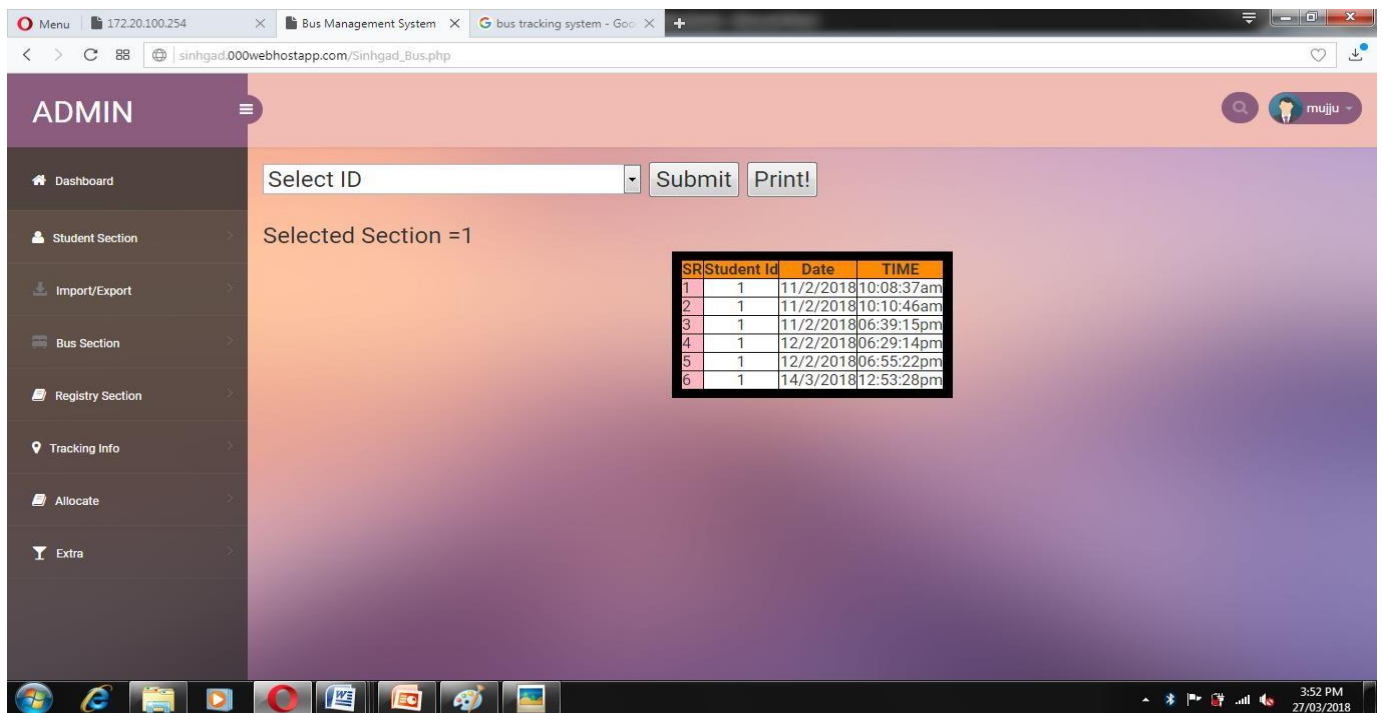 Menu 172.20.100.254 Bus Management System bus tracking system - Goo
sinhgad.000webhostapp.com/Sinhgad_Bus.php
ADMIN mujju
Dashboard
Select ID Submit Print!
Student Section
Selected Section =1
Import/Export
Bus Section
Registry Section
Tracking Info
Allocate
Extra
SR Student Id Date TIME
1 1 11/2/2018 10:08:37am
2 1 11/2/2018 10:10:46am
3 1 11/2/2018 06:39:15pm
4 1 12/2/2018 06:29:14pm
5 1 12/2/2018 06:55:22pm
6 1 14/3/2018 12:53:28pm
3:52 PM
27/03/2018